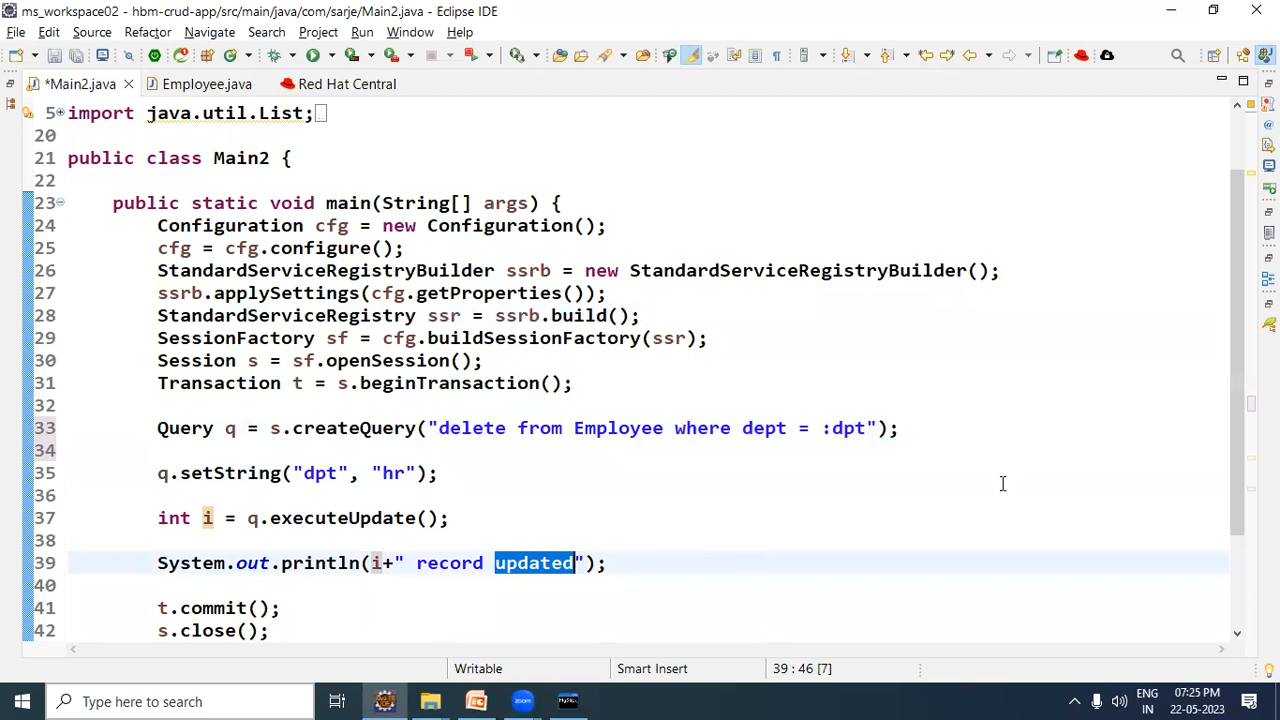 ms_workspace02 - hbm-crud-app/src/main/java/com/sarje/Main2.java - Eclipse IDE
File Edit Source Refactor Navigate Search Project Run Window Help
*Main2.java Employee.java Red Hat Central
5 import java.util.List;
20
21 public class Main2 {
22
23 public static void main(String[] args) {
24 Configuration cfg = new Configuration();
25 cfg = cfg.configure();
26 StandardServiceRegistryBuilder ssrb = new StandardServiceRegistryBuilder();
27 ssrb.applySettings(cfg.getProperties());
28 StandardServiceRegistry ssr = ssrb.build();
29 SessionFactory sf = cfg.buildSessionFactory(ssr);
30 Session s = sf.openSession();
31 Transaction t = s.beginTransaction();
32
33 Query q = s.createQuery("delete from Employee where dept = :dpt");
34
35 q.setString("dpt", "hr");
36
37 int i = q.executeUpdate();
38
39 System.out.println(i+" record updated");
40
41 t.commit();
42 s.close();
Writable Smart Insert 39 : 46 [7]
Type here to search zoom ENG IN 07:25 PM 22-05-2023